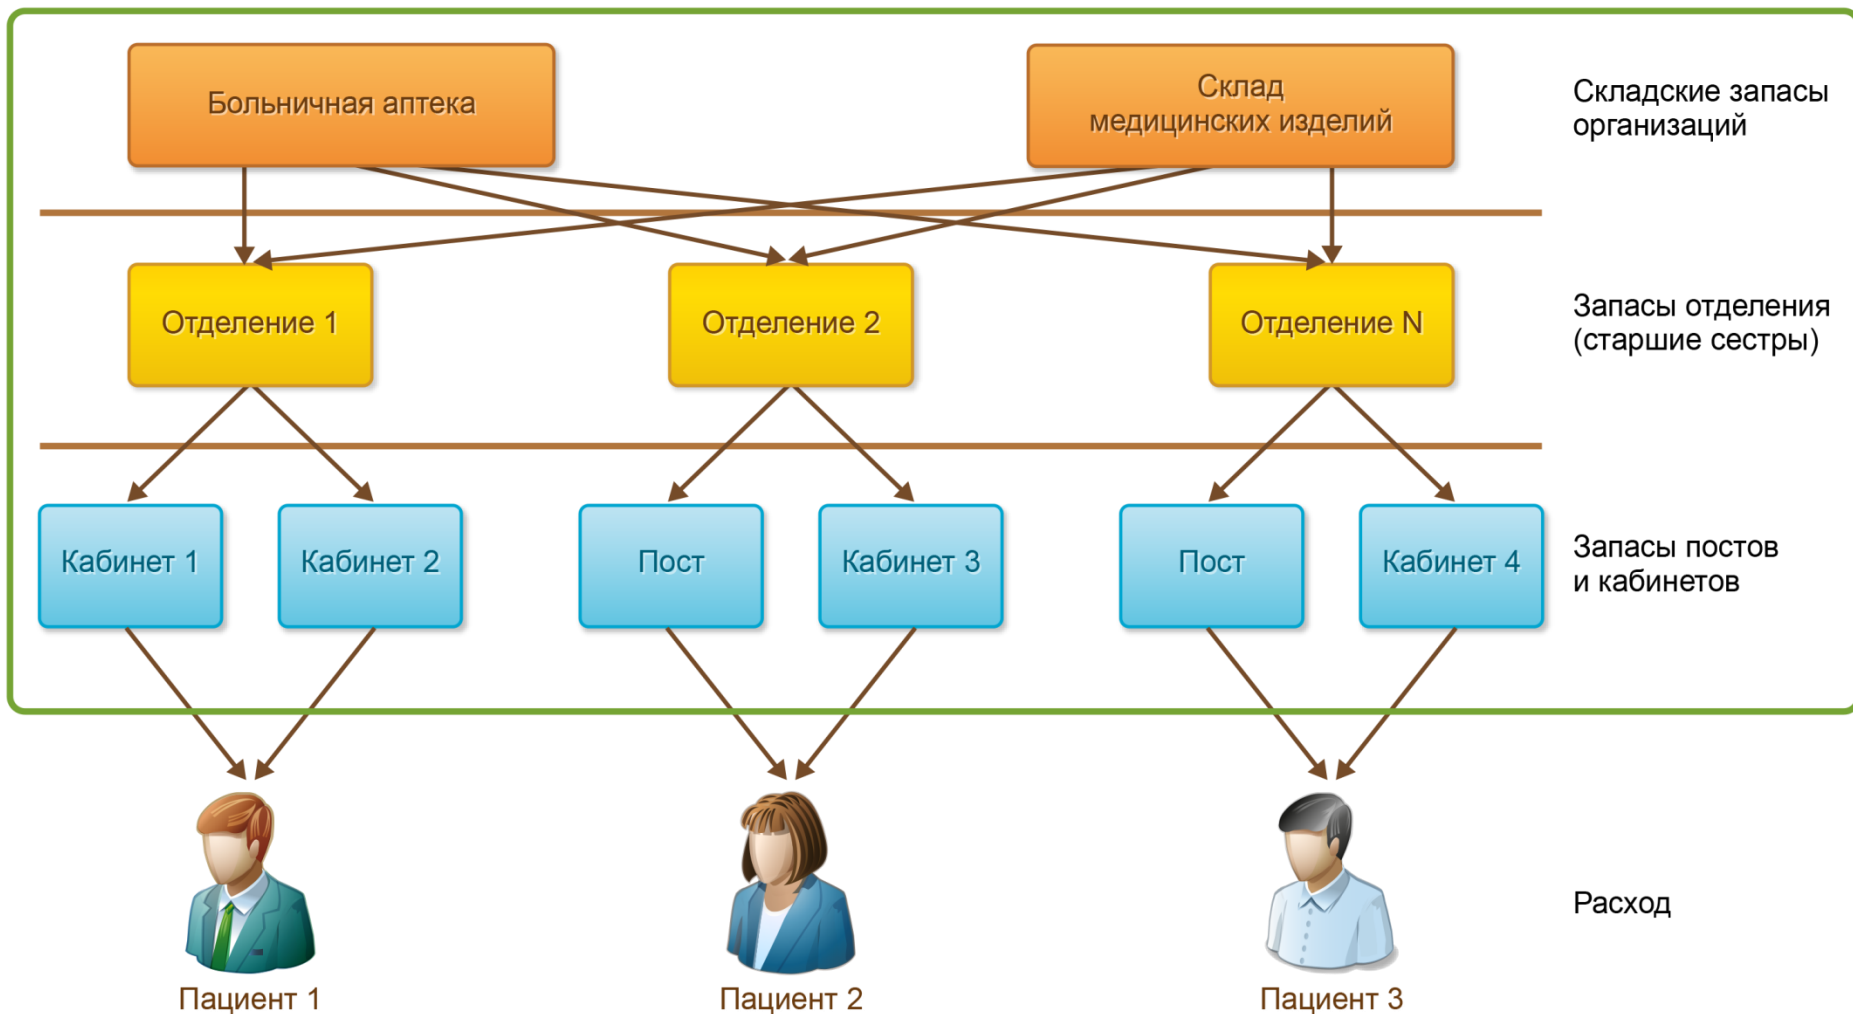 Больничная аптека
Склад
медицинских изделий
Складские запасы
организаций
Отделение 1
Отделение 2
Отделение N
Запасы отделения
(старшие сестры)
Кабинет 1
Кабинет 2
Пост
Кабинет 3
Пост
Кабинет 4
Запасы постов
и кабинетов
Расход
Пациент 1
Пациент 2
Пациент 3